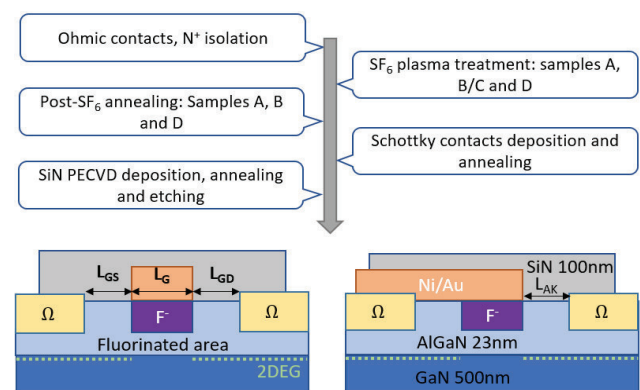 Ohmic contacts, N⁺ isolation
SF₆ plasma treatment: samples A,
B/C and D
Post-SF₆ annealing: Samples A, B
and D
Schottky contacts deposition and
annealing
SiN PECVD deposition, annealing
and etching
L_GS L_G L_GD
Ω F⁻ Ω
Fluorinated area
2DEG
SiN 100nm
Ni/Au L_AK
Ω F⁻ Ω
AlGaN 23nm
GaN 500nm